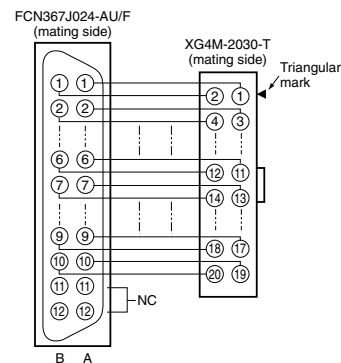 FCN367J024-AU/F
(mating side)
XG4M-2030-T
(mating side)
Triangular
mark
1 1
2 1
2 2
4 3
6 6
12 11
7 7
14 13
9 9
18 17
10 10
20 19
11 11
NC
12 12
B A